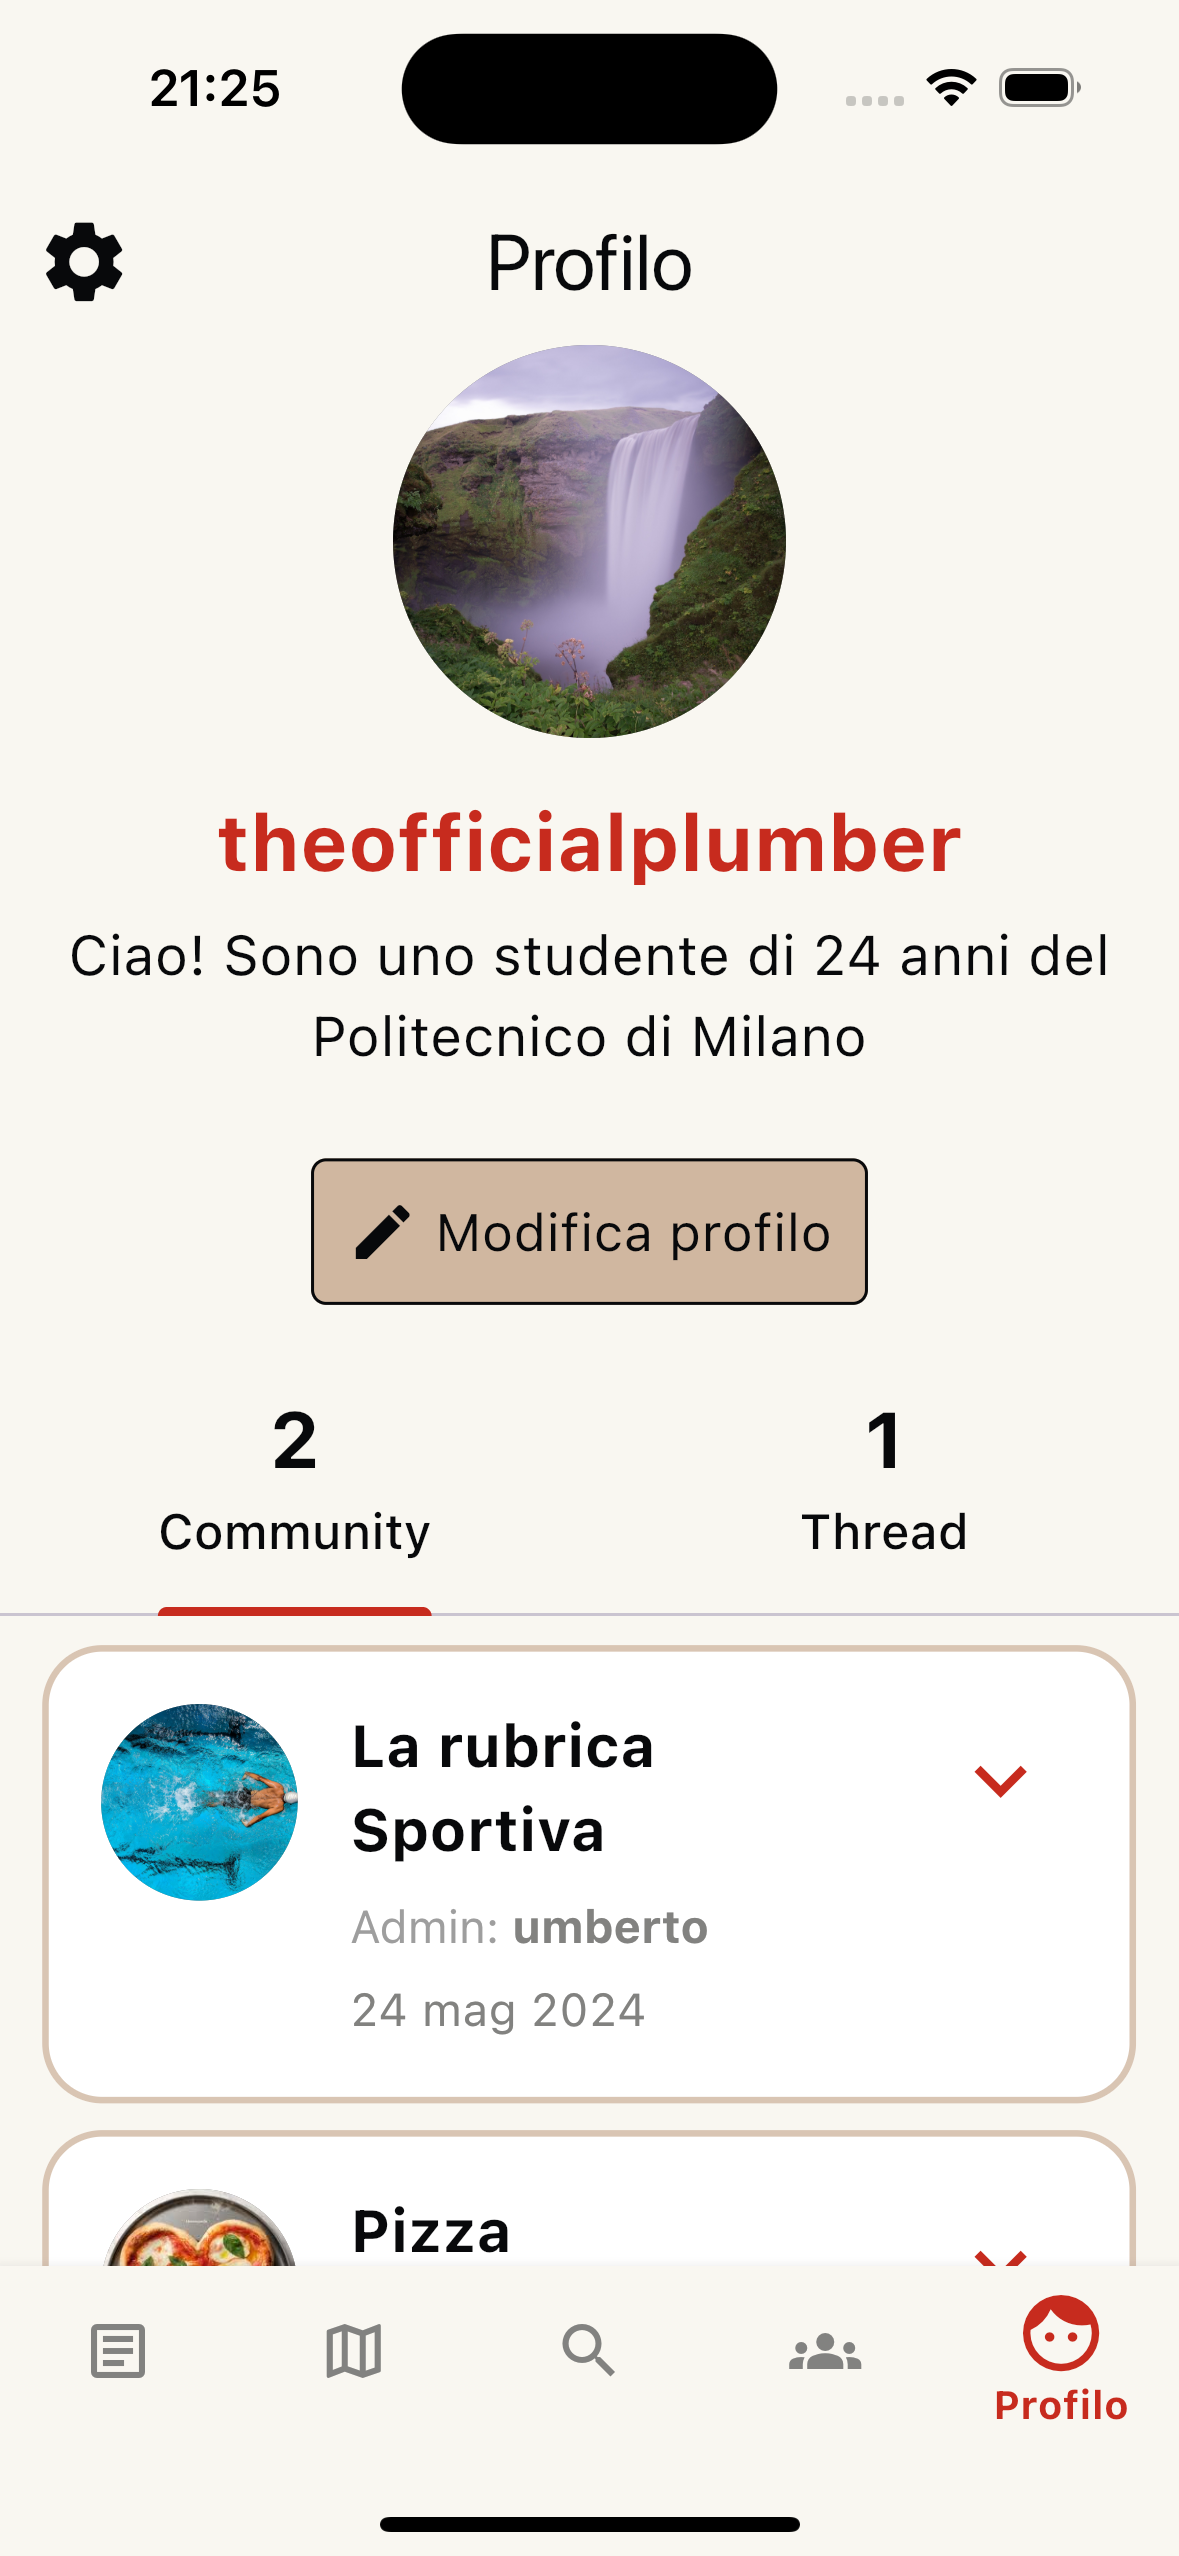 21:25
Profilo
theofficialplumber
Ciao! Sono uno studente di 24 anni del
Politecnico di Milano
Modifica profilo
2
Community
1
Thread
La rubrica
Sportiva
Admin: umberto
24 mag 2024
Pizza
Profilo